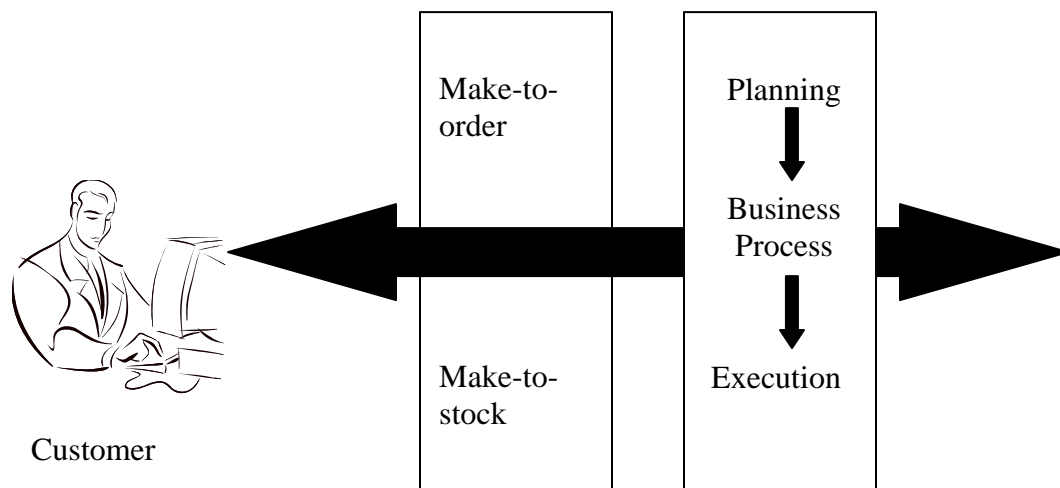 Make-to-
order
Planning
Business
Process
Make-to-
stock
Execution
Customer